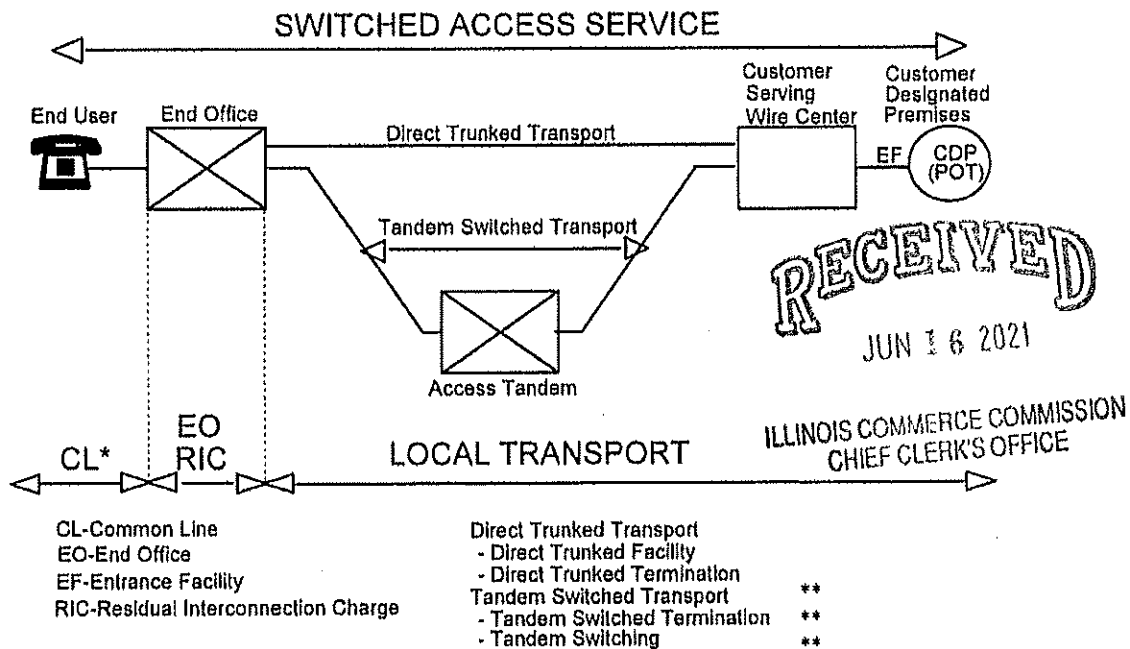 SWITCHED ACCESS SERVICE
End User
End Office
Direct Trunked Transport
Customer
Serving
Wire Center
Customer
Designated
Premises
EF
CDP
(POT)
Tandem Switched Transport
Access Tandem
RECEIVED
JUN 16 2021
ILLINOIS COMMERCE COMMISSION
CHIEF CLERK'S OFFICE
CL*
EO
RIC
LOCAL TRANSPORT
CL-Common Line
EO-End Office
EF-Entrance Facility
RIC-Residual Interconnection Charge
Direct Trunked Transport
- Direct Trunked Facility
- Direct Trunked Termination
Tandem Switched Transport **
- Tandem Switched Termination **
- Tandem Switching **